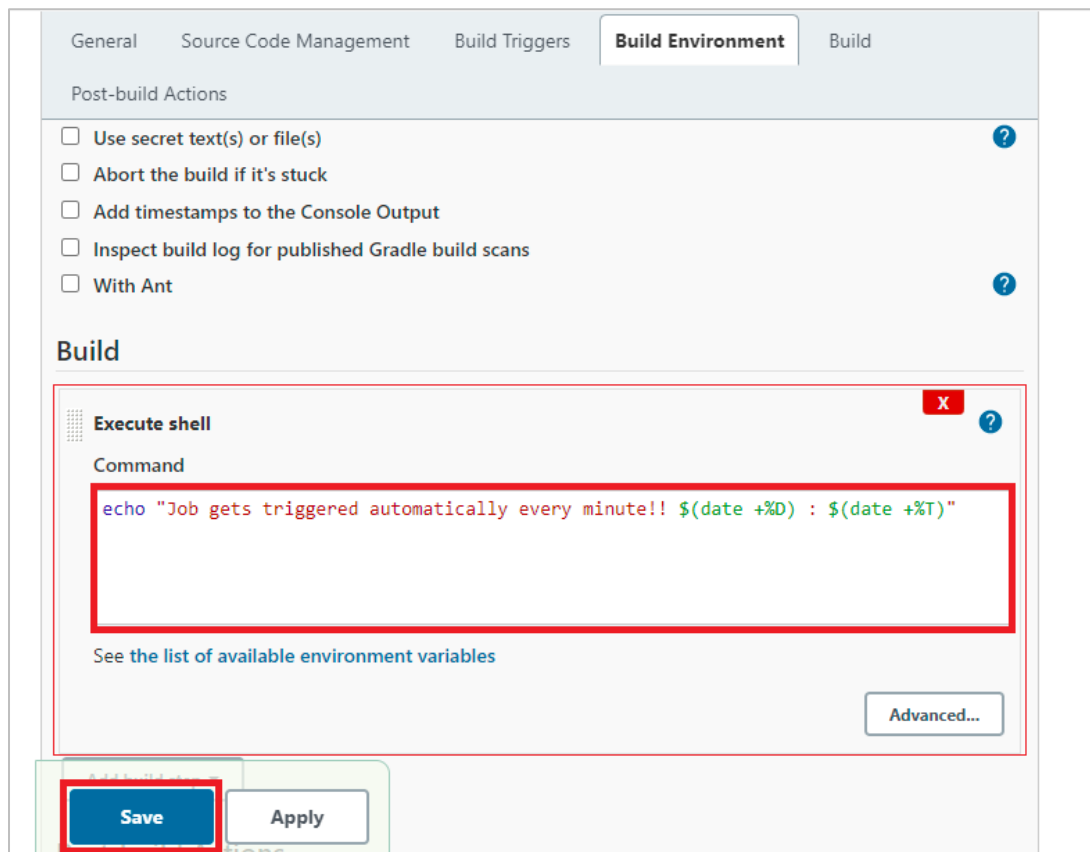 General Source Code Management Build Triggers Build Environment Build
Post-build Actions
Use secret text(s) or file(s) ?
Abort the build if it's stuck
Add timestamps to the Console Output
Inspect build log for published Gradle build scans
With Ant ?
Build
X
Execute shell ?
Command
echo "Job gets triggered automatically every minute!! $(date +%D) : $(date +%T)"
See the list of available environment variables
Advanced...
Add build step
Save Apply